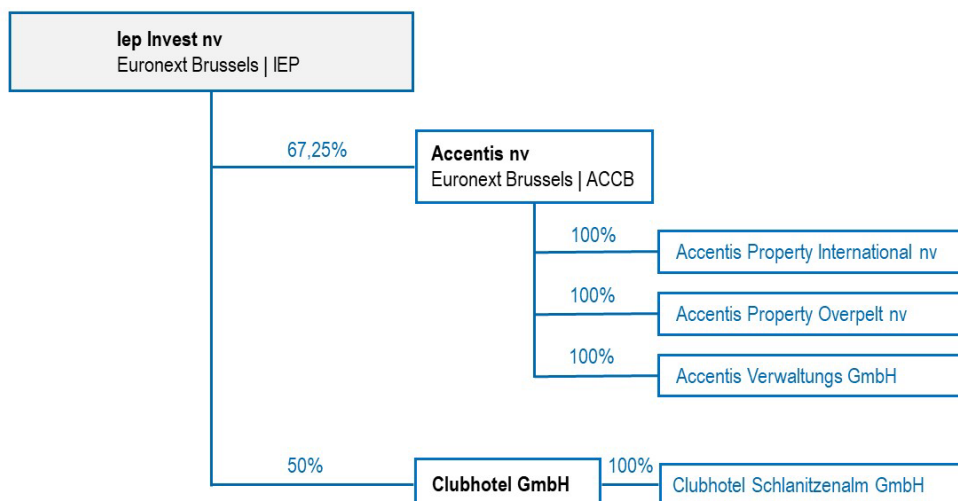 Iep Invest nv
Euronext Brussels | IEP
67,25%
Accentis nv
Euronext Brussels | ACCB
100%
Accentis Property International nv
100%
Accentis Property Overpelt nv
100%
Accentis Verwaltungs GmbH
50%
Clubhotel GmbH
100%
Clubhotel Schlanitzenalm GmbH